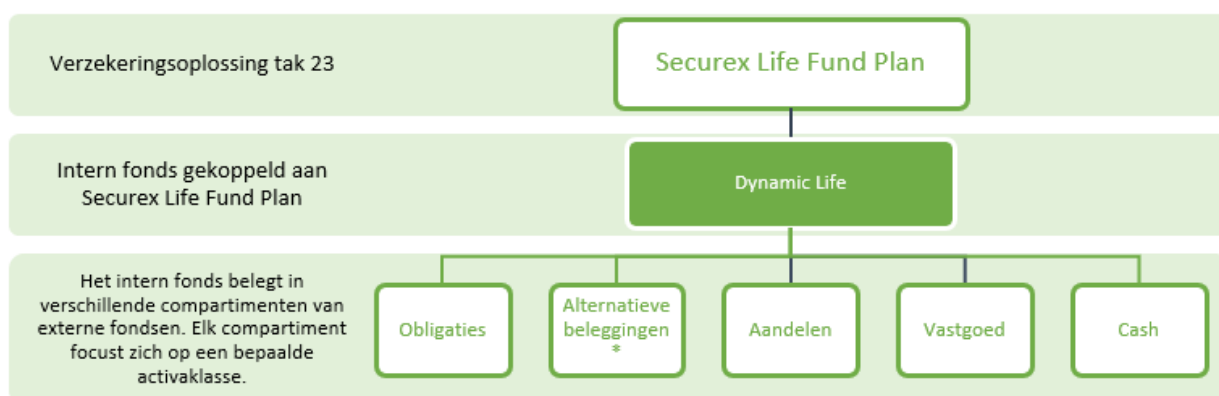 Verzekeringsoplossing tak 23
Securex Life Fund Plan
Intern fonds gekoppeld aan
Securex Life Fund Plan
Dynamic Life
Het intern fonds belegt in
verschillende compartimenten van
externe fondsen. Elk compartiment
focust zich op een bepaalde
activaklasse.
Obligaties
Alternatieve
beleggingen
*
Aandelen
Vastgoed
Cash